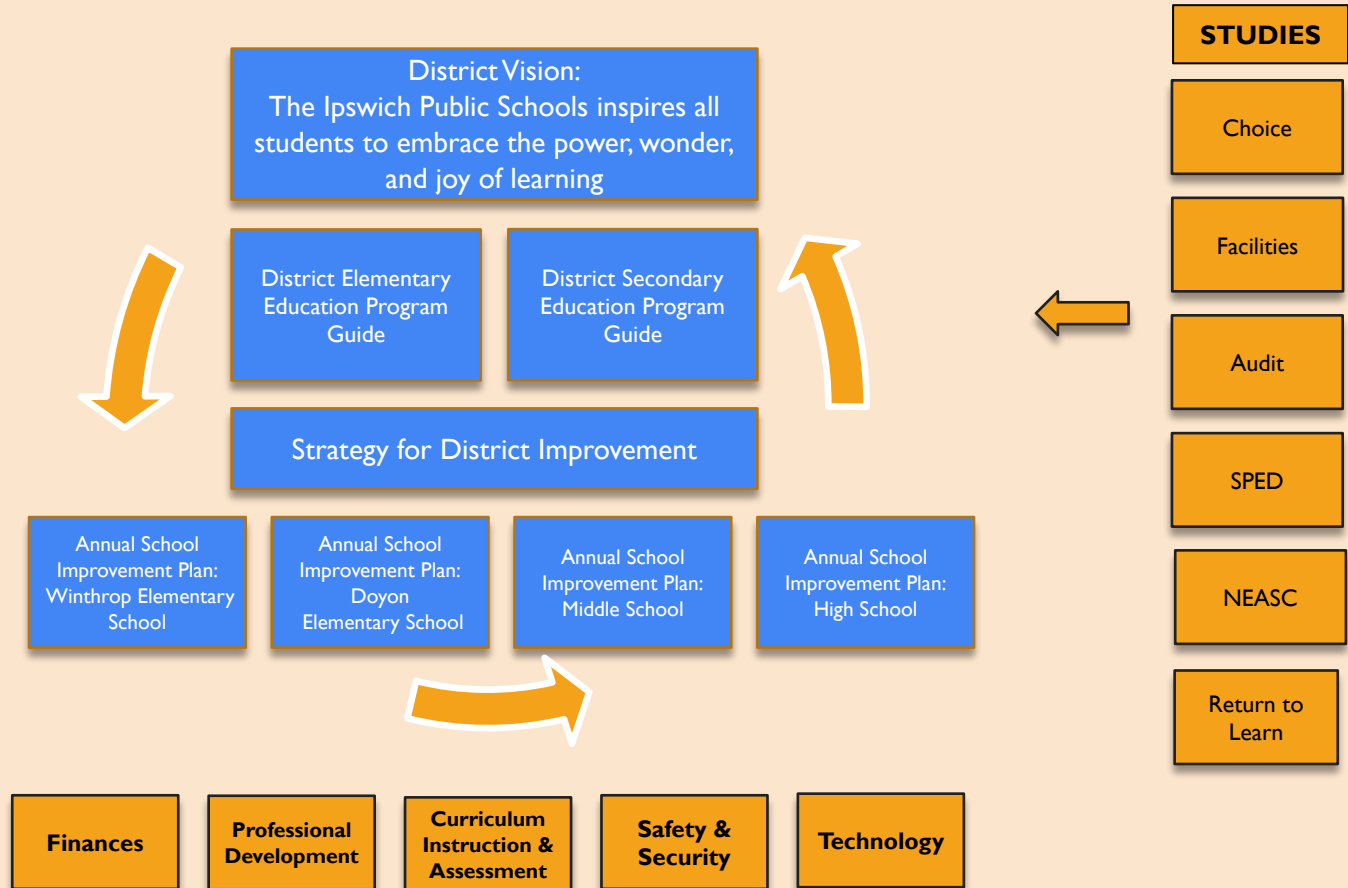 District Vision:
The Ipswich Public Schools inspires all
students to embrace the power, wonder,
and joy of learning
District Elementary
Education Program
Guide
District Secondary
Education Program
Guide
Strategy for District Improvement
Annual School
Improvement Plan:
Winthrop Elementary
School
Annual School
Improvement Plan:
Doyon
Elementary School
Annual School
Improvement Plan:
Middle School
Annual School
Improvement Plan:
High School
Finances
Professional
Development
Curriculum
Instruction &
Assessment
Safety &
Security
Technology
STUDIES
Choice
Facilities
Audit
SPED
NEASC
Return to
Learn